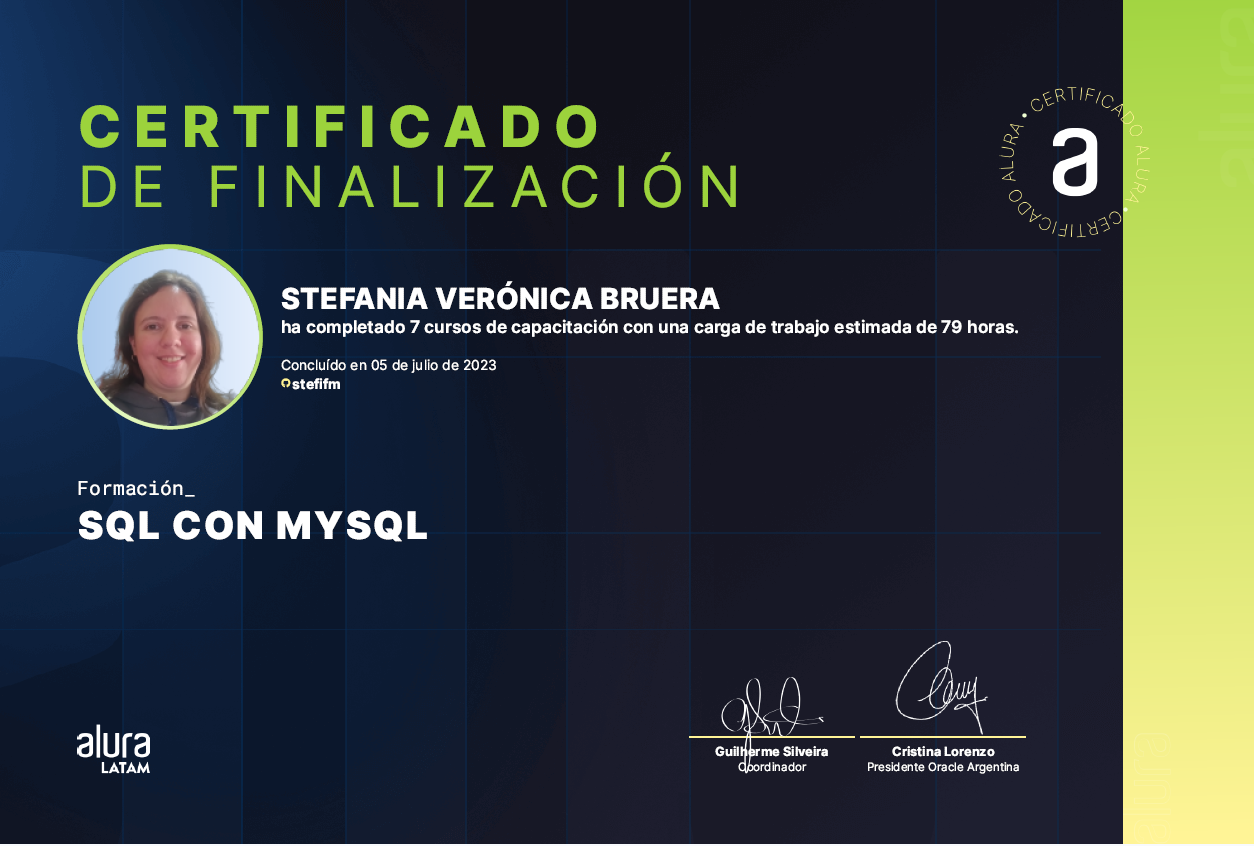 CERTIFICADO
DE FINALIZACIÓN
CERTIFICADO ALURA • CERTIFICADO ALURA •
a
STEFANIA VERÓNICA BRUERA
ha completado 7 cursos de capacitación con una carga de trabajo estimada de 79 horas.
Concluído en 05 de julio de 2023
stefifm
Formación_
SQL CON MYSQL
alura
LATAM
Guilherme Silveira
Coordinador
Cristina Lorenzo
Presidente Oracle Argentina
alura